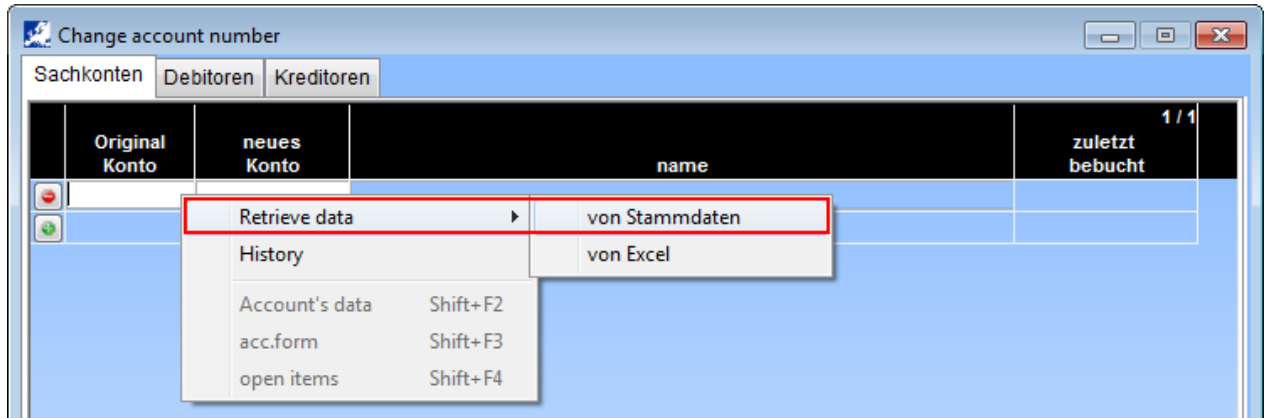 Change account number
Sachkonten Debitoren Kreditoren
1 / 1
Original Konto neues Konto name zuletzt bebucht
Retrieve data von Stammdaten
History von Excel
Account's data Shift+F2
acc.form Shift+F3
open items Shift+F4